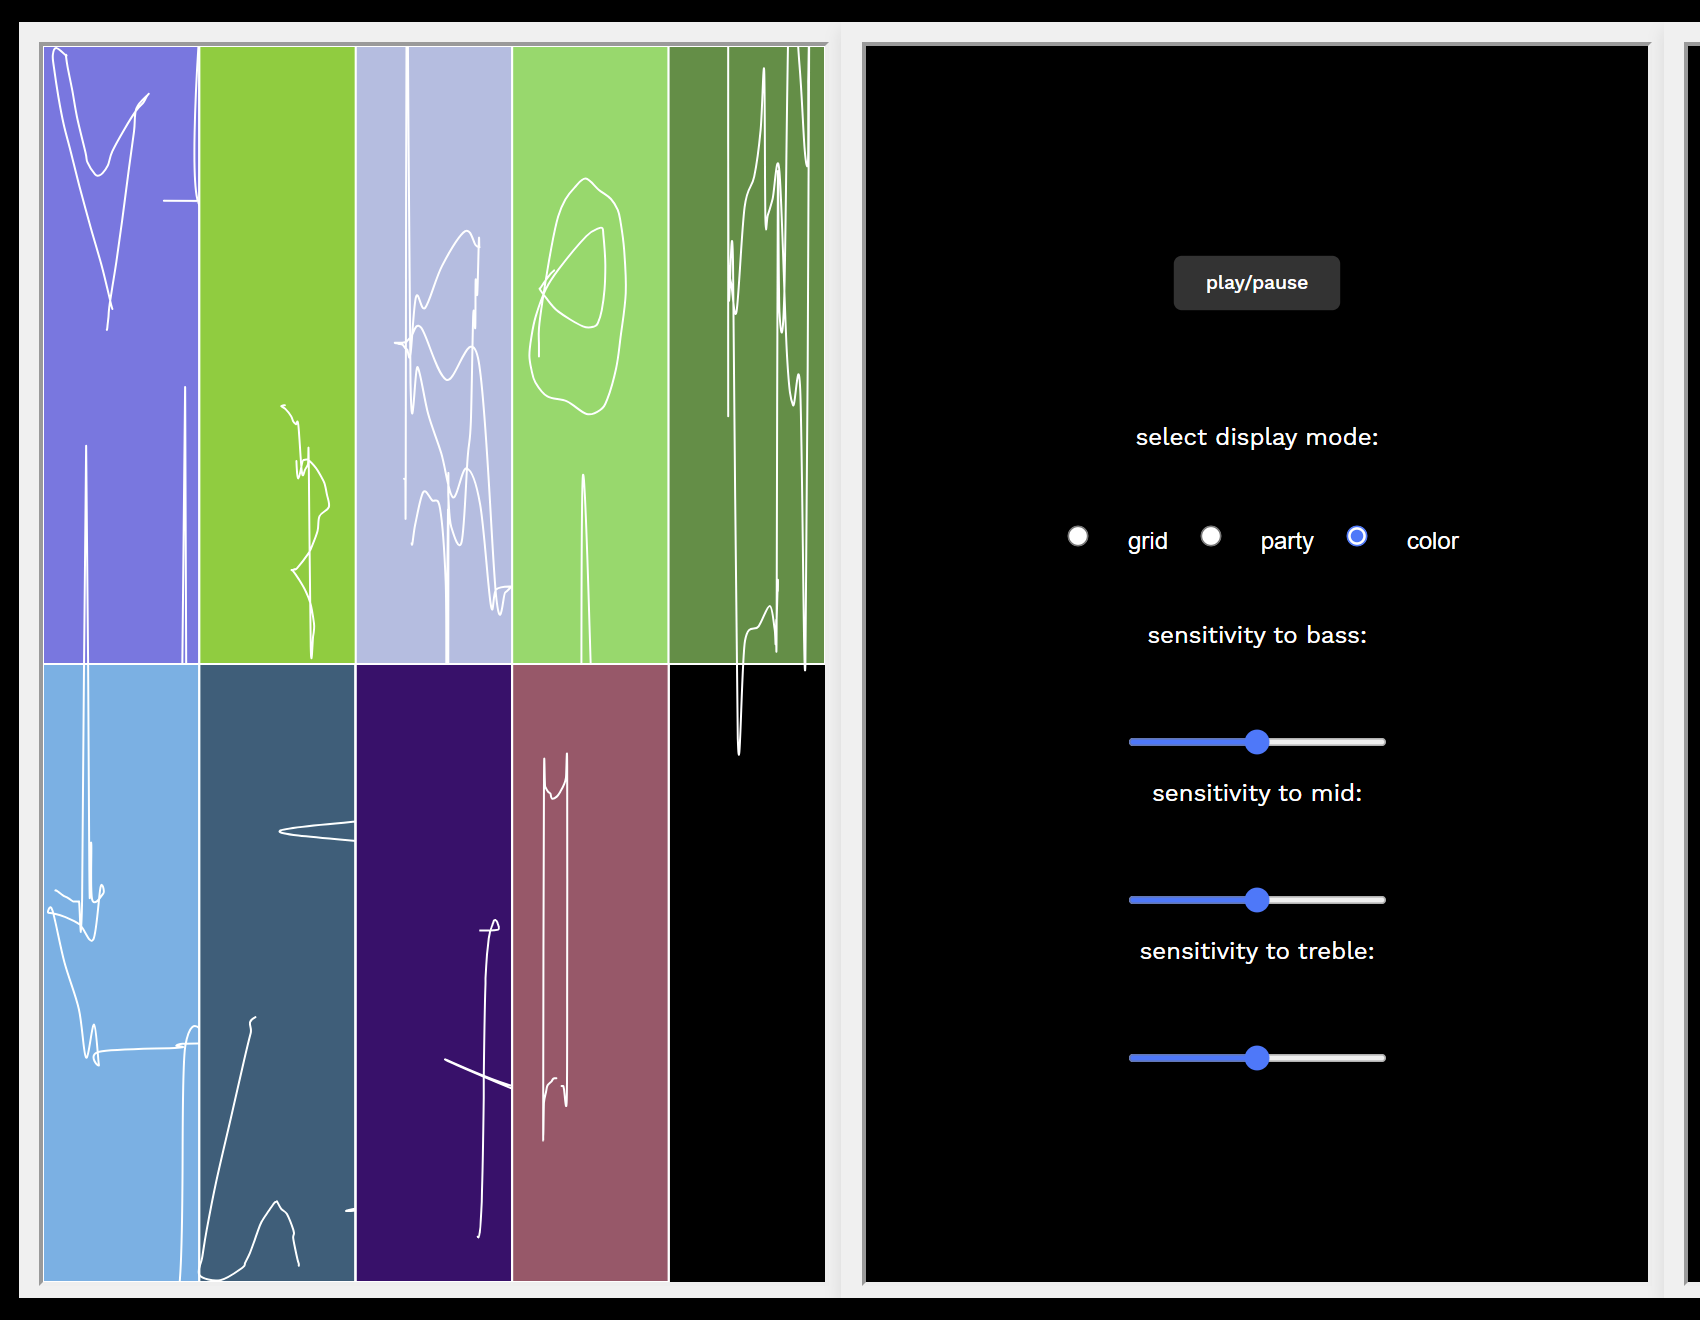 play/pause
select display mode:
grid party color
sensitivity to bass:
sensitivity to mid:
sensitivity to treble: